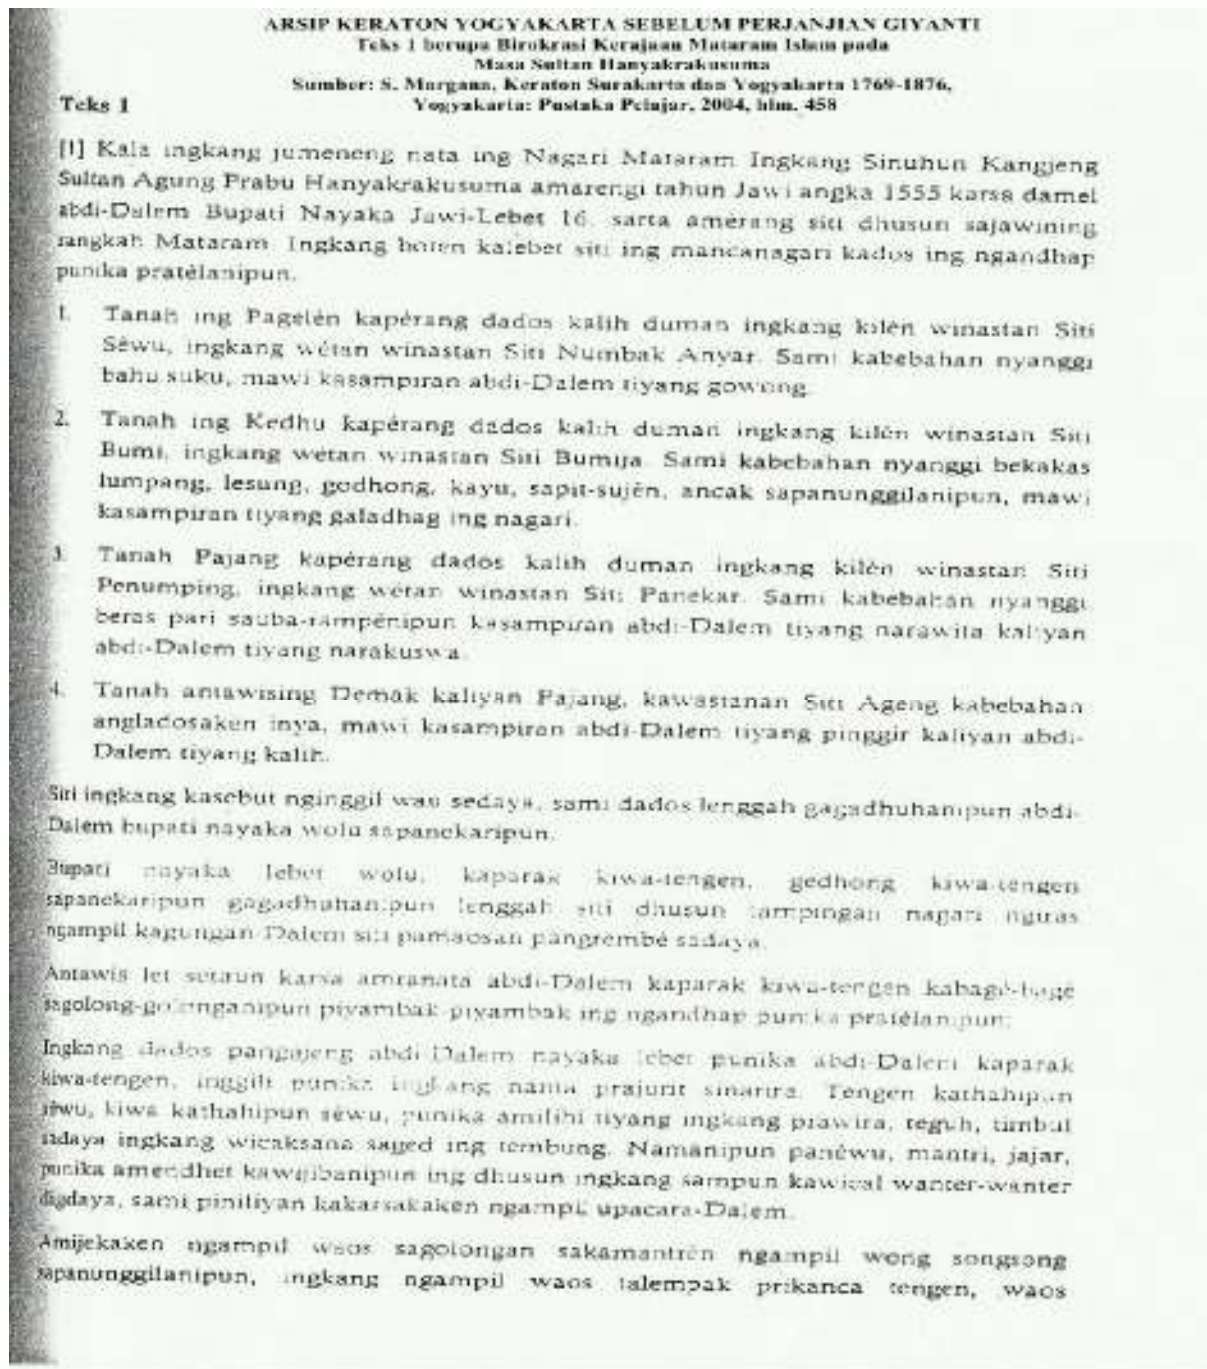 ARSIP KERATON YOGYAKARTA SEBELUM PERJANJIAN GIYANTI
Teks 1 berupa Birokrasi Kerajaan Mataram Islam pada
Masa Sultan Hanyakrakusuma
Sumber: S. Margana, Keraton Surakarta dan Yogyakarta 1769-1876,
Teks 1 Yogyakarta: Pustaka Pelajar, 2004, hlm. 458
[1] Kala ingkang jumeneng nata ing Nagari Mataram Ingkang Sinuhun Kangjeng
Sultan Agung Prabu Hanyakrakusuma amarengi tahun Jawi angka 1555 karsa damel
abdi-Dalem Bupati Nayaka Jawi-Lebet 16, sarta amérang siti dhusun sajawining
rangkah Mataram. Ingkang boten kalebet siti ing mancanagari kados ing ngandhap
punika pratélanipun.
1. Tanah ing Pagelèn kapérang dados kalih duman ingkang kilèn winastan Siti
Séwu, ingkang wétan winastan Siti Numbak Anyar. Sami kabebahan nyanggi
bahu suku, mawi kasampiran abdi-Dalem tiyang gowong.
2. Tanah ing Kedhu kapérang dados kalih duman ingkang kilèn winastan Siti
Bumi, ingkang wétan winastan Siti Bumija. Sami kabebahan nyanggi bekakas
lumpang, lesung, godhong, kayu, sapit-sujèn, ancak sapanunggilanipun, mawi
kasampiran tiyang galadhag ing nagari.
3. Tanah Pajang kapérang dados kalih duman ingkang kilèn winastan Siti
Penumping, ingkang wétan winastan Siti Panekar. Sami kabebahan nyanggi
beras pari sauba-rampénipun kasampiran abdi-Dalem tiyang narawita kaliyan
abdi-Dalem tiyang narakuswa.
4. Tanah antawising Demak kaliyan Pajang, kawastanan Siti Ageng kabebahan
angladosaken inya, mawi kasampiran abdi-Dalem tiyang pinggir kaliyan abdi-
Dalem tiyang kalih.
Siti ingkang kasebut nginggil wau sedaya, sami dados lenggah gagadhuhanipun abdi-
Dalem bupati nayaka wolu sapanekaripun.
Bupati nayaka lebet wolu, kaparak kiwa-tengen, gedhong kiwa-tengen
sapanekaripun gagadhuhanipun lenggah siti dhusun tampingan nagari ngiras
ngampil kagungan-Dalem siti pamaosan pangrembé sadaya.
Antawis let setaun karsa amranata abdi-Dalem kaparak kiwa-tengen kabagé-bagé
sagolong-golonganipun piyambak-piyambak ing ngandhap punika pratélanipun:
Ingkang dados pangajeng abdi-Dalem nayaka lebet punika abdi-Dalem kaparak
kiwa-tengen, inggih punika ingkang nama prajurit sinarira. Tengen kathahipun
séwu, kiwa kathahipun séwu, punika amilihi tiyang ingkang prawira, teguh, timbul
sadaya ingkang wicaksana saged ing tembung. Namanipun panéwu, mantri, jajar,
punika amendhet kawajibanipun ing dhusun ingkang sampun kawical wanter-wanter
digdaya, sami piniliyan kakarsakaken ngampil upacara-Dalem.
Amijekaken ngampil waos sagolongan sakamantrèn ngampil wong songsong
sapanunggilanipun, ingkang ngampil waos talempak prikanca tengen, waos